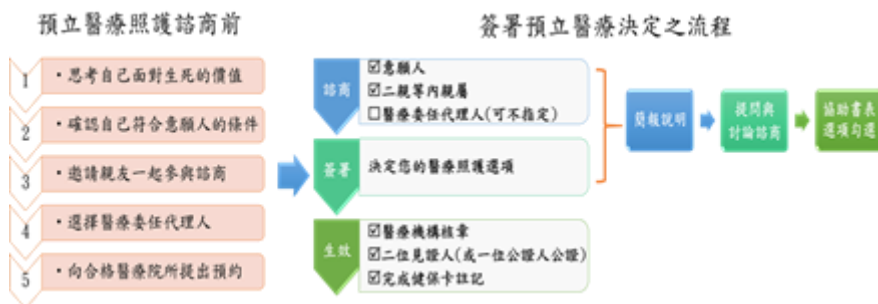 預立醫療照護諮商前
1
・思考自己面對生死的價值
2
・確認自己符合意願人的條件
3
・邀請親友一起參與諮商
4
・選擇醫療委任代理人
5
・向合格醫療院所提出預約
簽署預立醫療決定之流程
諮商
☑意願人
☑二親等內親屬
☐醫療委任代理人(可不指定)
簽署
決定您的醫療照護選項
生效
☑醫療機構核章
☑二位見證人(或一位公證人公證)
☑完成健保卡註記
簡報說明
提問與
討論諮商
協助書表
選項勾選